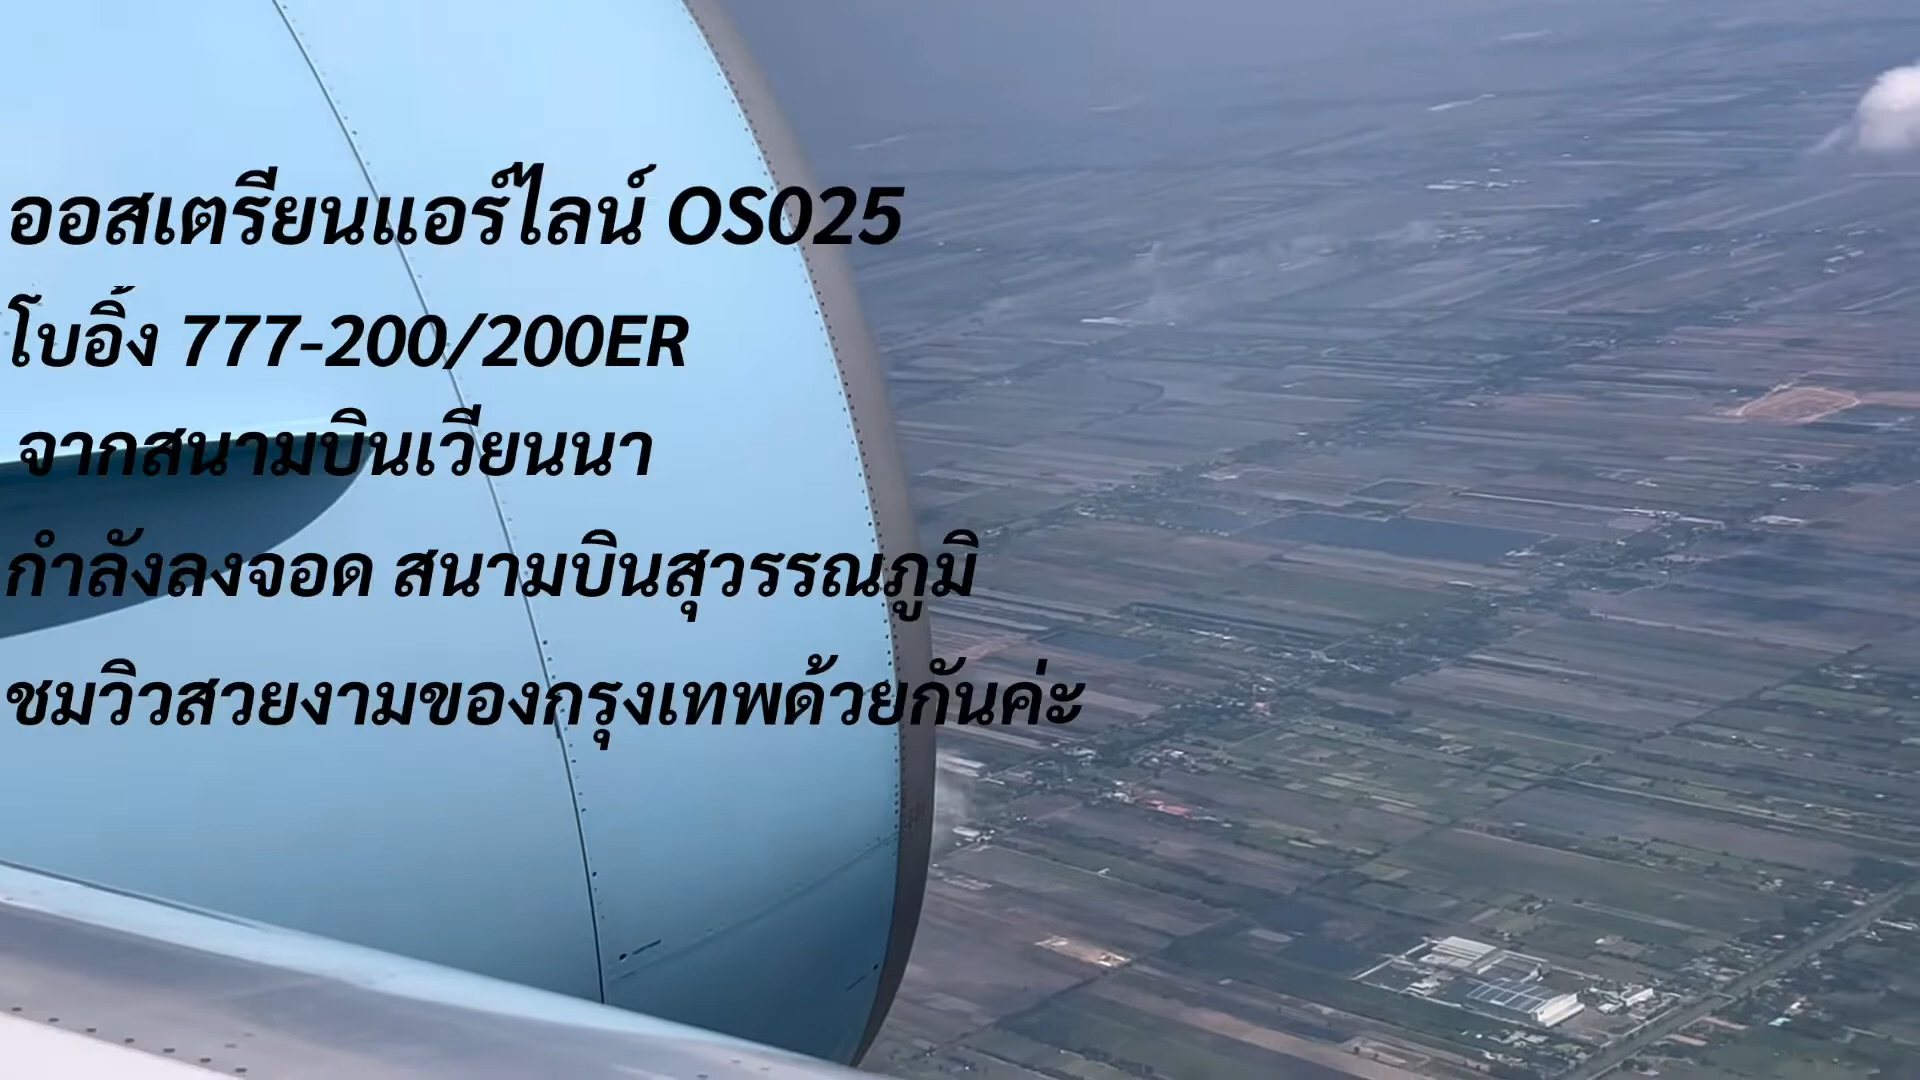 ออสเตรียนแอร์ไลน์ OS025
โบอิ้ง 777-200/200ER
จากสนามบินเวียนนา
กำลังลงจอด สนามบินสุวรรณภูมิ
ชมวิวสวยงามของกรุงเทพด้วยกันค่ะ